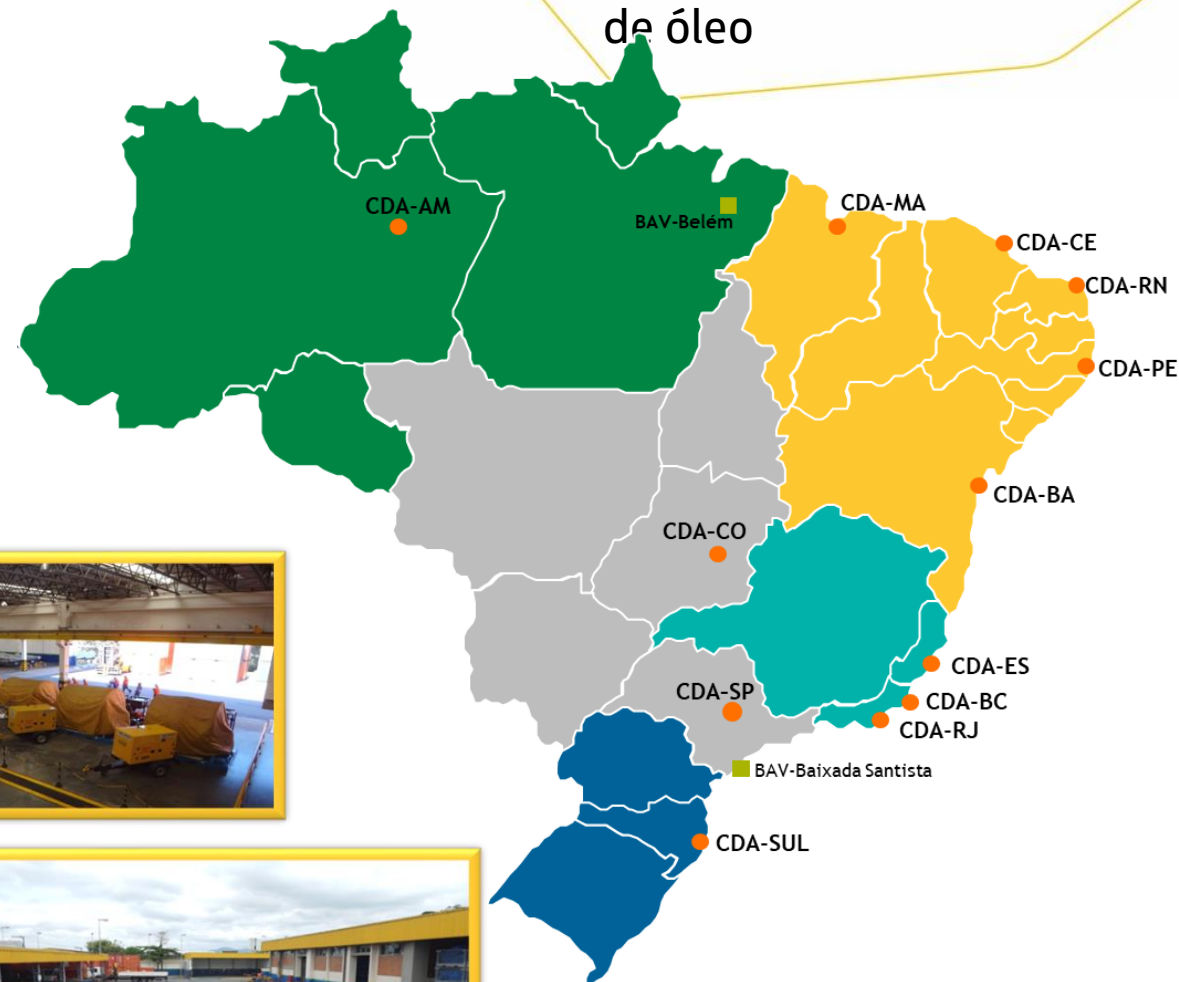 de óleo
CDA-AM
CDA-MA
BAV-Belém
CDA-CE
CDA-RN
CDA-PE
CDA-BA
CDA-CO
CDA-ES
CDA-SP
CDA-BC
CDA-RJ
BAV-Baixada Santista
CDA-SUL